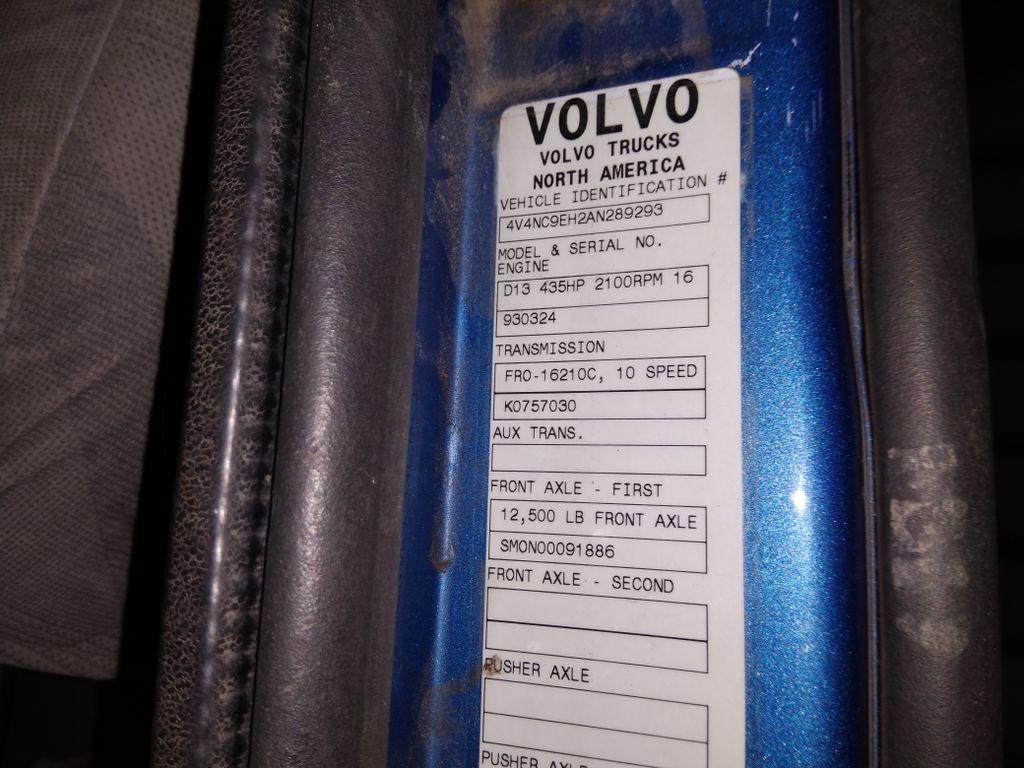 VOLVO
VOLVO TRUCKS
NORTH AMERICA
VEHICLE IDENTIFICATION #
4V4NC9EH2AN289293
MODEL & SERIAL NO.
ENGINE
D13 435HP 2100RPM 16
930324
TRANSMISSION
FRO-16210C, 10 SPEED
K0757030
AUX TRANS.
FRONT AXLE - FIRST
12,500 LB FRONT AXLE
SMON00091886
FRONT AXLE - SECOND
PUSHER AXLE
PUSHER AXLE